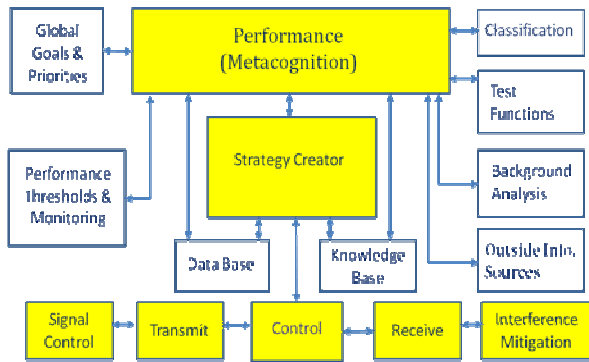 Global
Goals &
Priorities
Performance
(Metacognition)
Classification
Test
Functions
Performance
Thresholds &
Monitoring
Strategy Creator
Background
Analysis
Data Base
Knowledge
Base
Outside Info.
Sources
Signal
Control
Transmit
Control
Receive
Interference
Mitigation